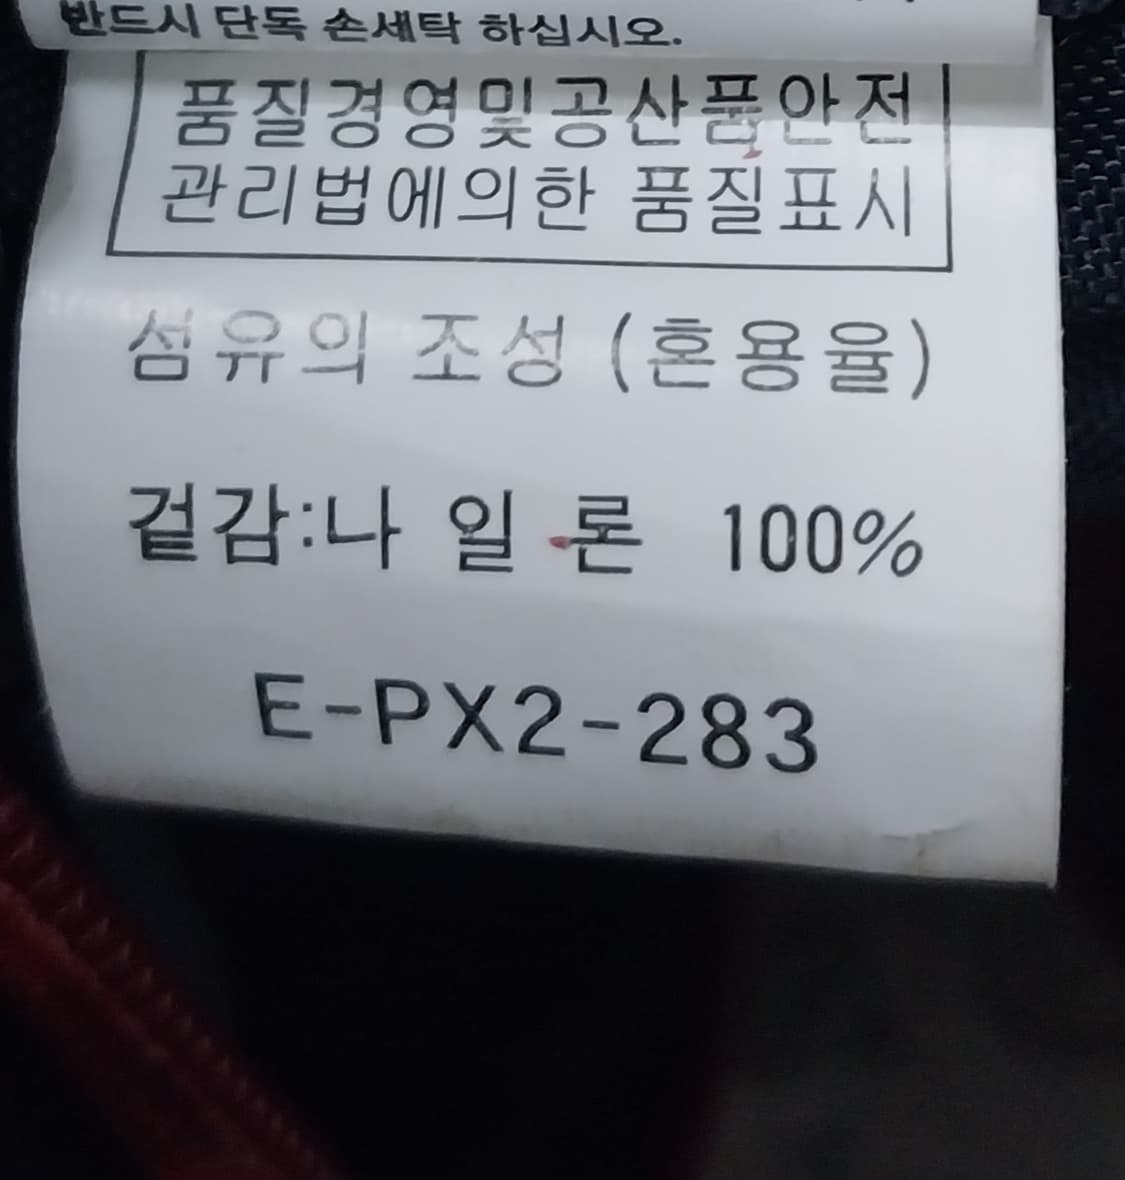 반드시 단독 손세탁 하십시오.
품질경영및공산품안전
관리법에의한 품질표시
섬유의 조성 (혼용율)
겉감:나 일 론 100%
E-PX2-283